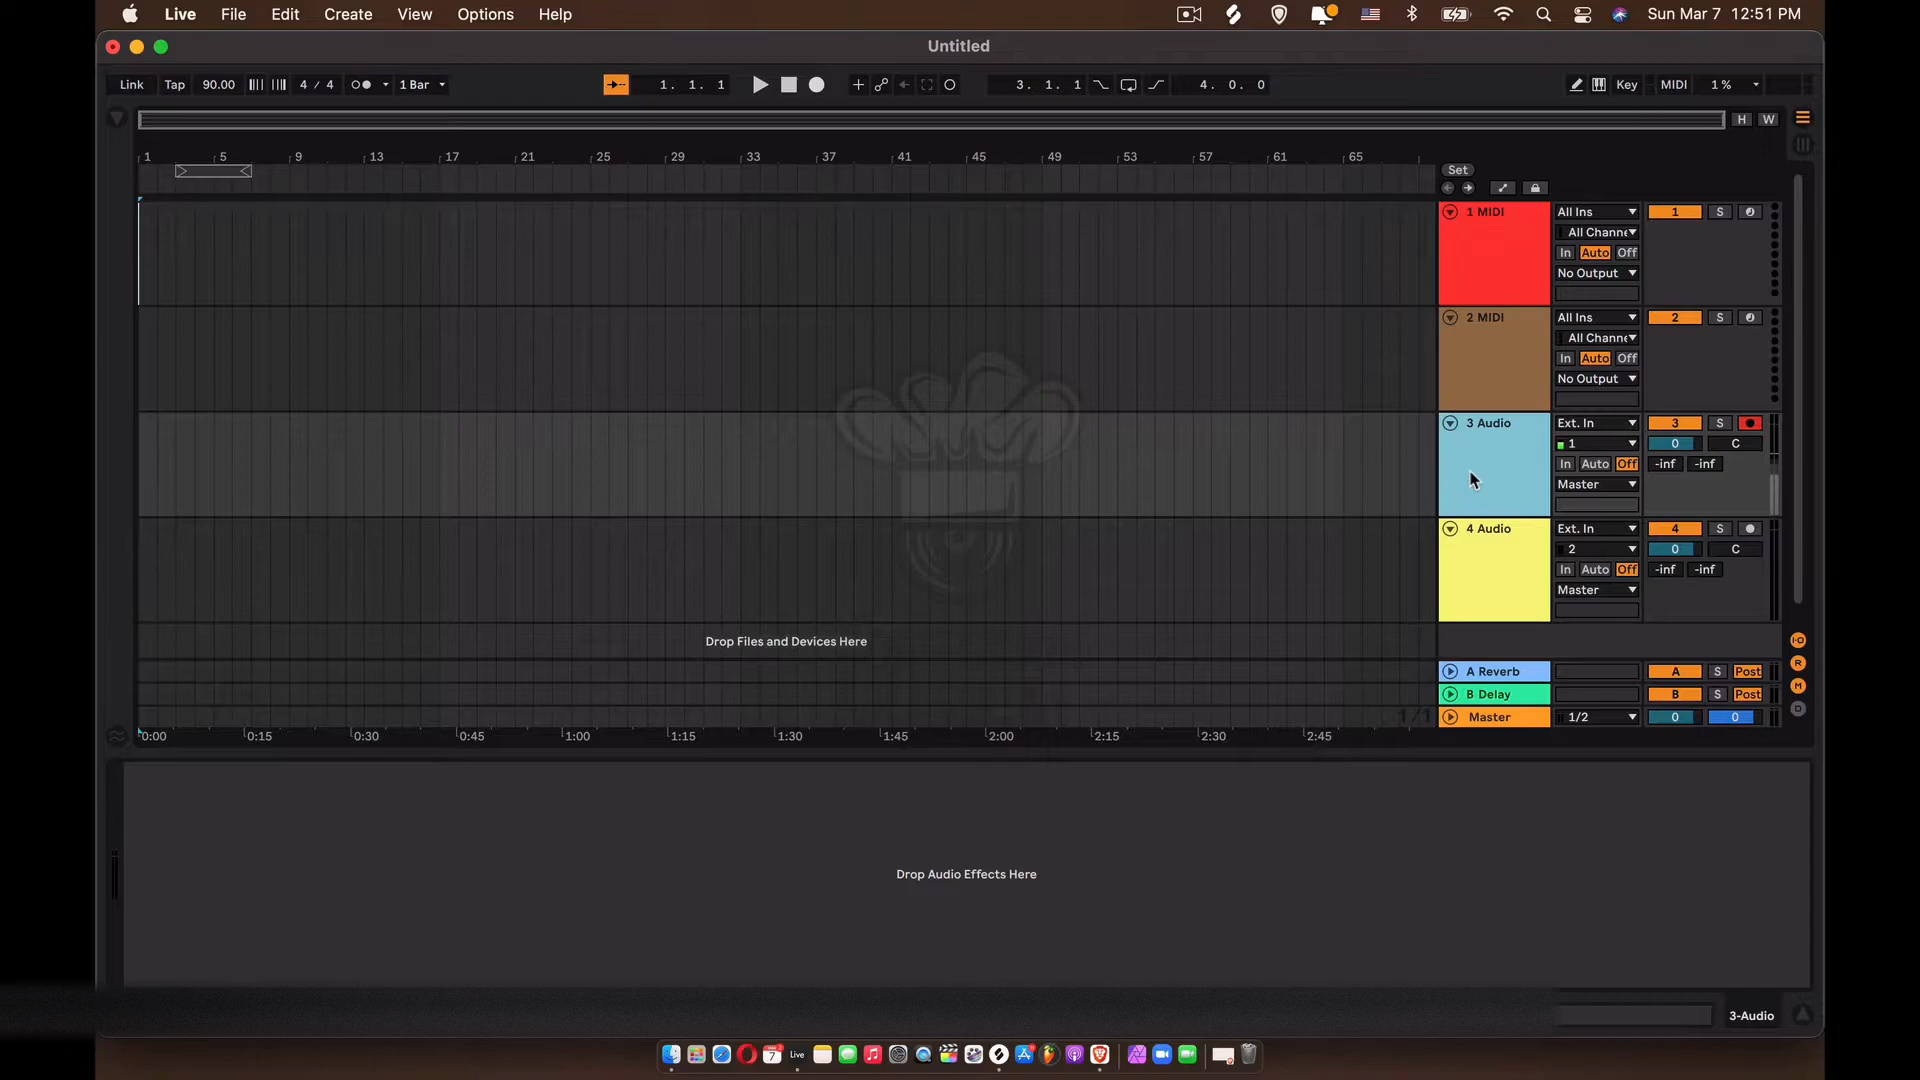 Live File Edit Create View Options Help Sun Mar 7 12:51 PM
Untitled
Link Tap 90.00 4 / 4 1 Bar 1. 1. 1 3. 1. 1 4. 0. 0 Key MIDI 1 %
H W
1 5 9 13 17 21 25 29 33 37 41 45 49 53 57 61 65
Set
1 MIDI All Ins 1 S
All Channe
In Auto Off
No Output
2 MIDI All Ins 2 S
All Channe
In Auto Off
No Output
3 Audio Ext. In 3 S
1 0 C
In Auto Off -inf -inf
Master
4 Audio Ext. In 4 S
2 0 C
In Auto Off -inf -inf
Master
Drop Files and Devices Here
I-O
R
M
D
A Reverb A S Post
B Delay B S Post
1/1 Master 1/2 0 0
0:00 0:15 0:30 0:45 1:00 1:15 1:30 1:45 2:00 2:15 2:30 2:45
Drop Audio Effects Here
3-Audio
7 Live